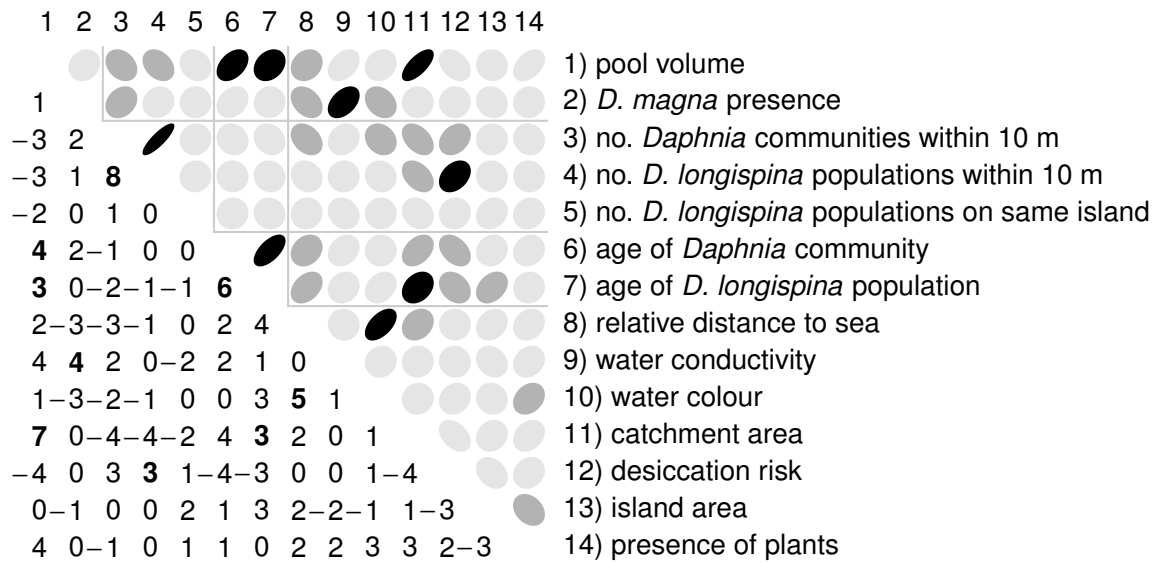 1 2 3 4 5 6 7 8 9 10 11 12 13 14
1) pool volume
1 2) D. magna presence
−3 2 3) no. Daphnia communities within 10 m
−3 1 8 4) no. D. longispina populations within 10 m
−2 0 1 0 5) no. D. longispina populations on same island
4 2 −1 0 0 6) age of Daphnia community
3 0 −2 −1 −1 6 7) age of D. longispina population
2 −3 −3 −1 0 2 4 8) relative distance to sea
4 4 2 0 −2 2 1 0 9) water conductivity
1 −3 −2 −1 0 0 3 5 1 10) water colour
7 0 −4 −4 −2 4 3 2 0 1 11) catchment area
−4 0 3 3 1 −4 −3 0 0 1 −4 12) desiccation risk
0 −1 0 0 2 1 3 2 −2 −1 1 −3 13) island area
4 0 −1 0 1 1 0 2 2 3 3 2 −3 14) presence of plants